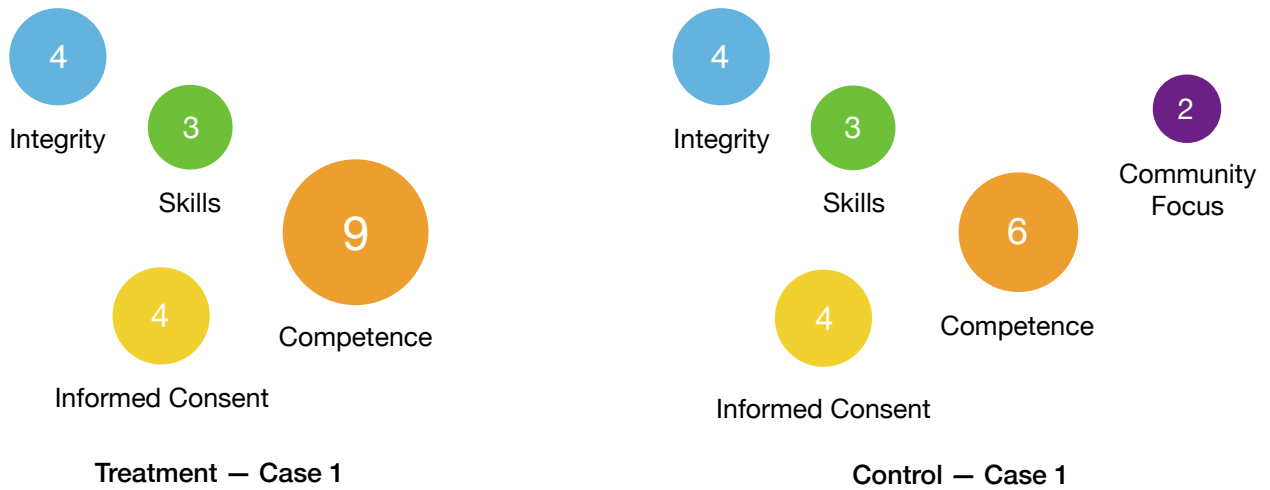 4
Integrity
3
Skills
9
Competence
4
Informed Consent
Treatment — Case 1
4
Integrity
3
Skills
2
Community
Focus
6
Competence
4
Informed Consent
Control — Case 1